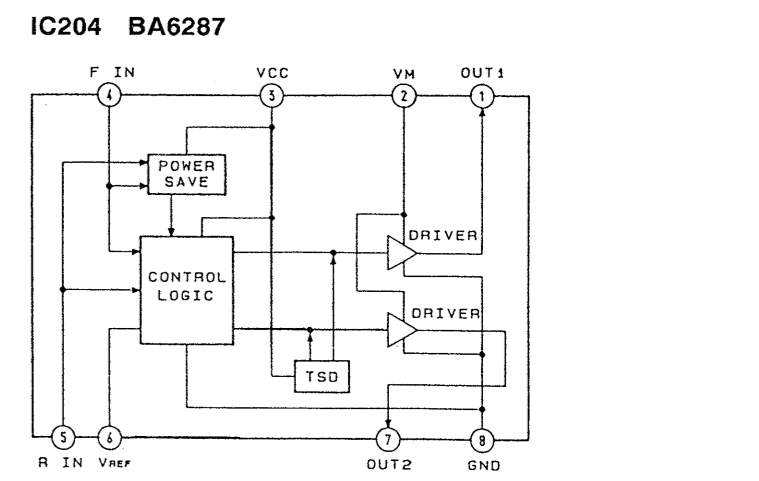 IC204 BA6287
F IN VCC VM OUT1
4 3 2 1
POWER
SAVE
DRIVER
CONTROL
LOGIC
DRIVER
TSD
5 6 7 8
R IN VREF OUT2 GND